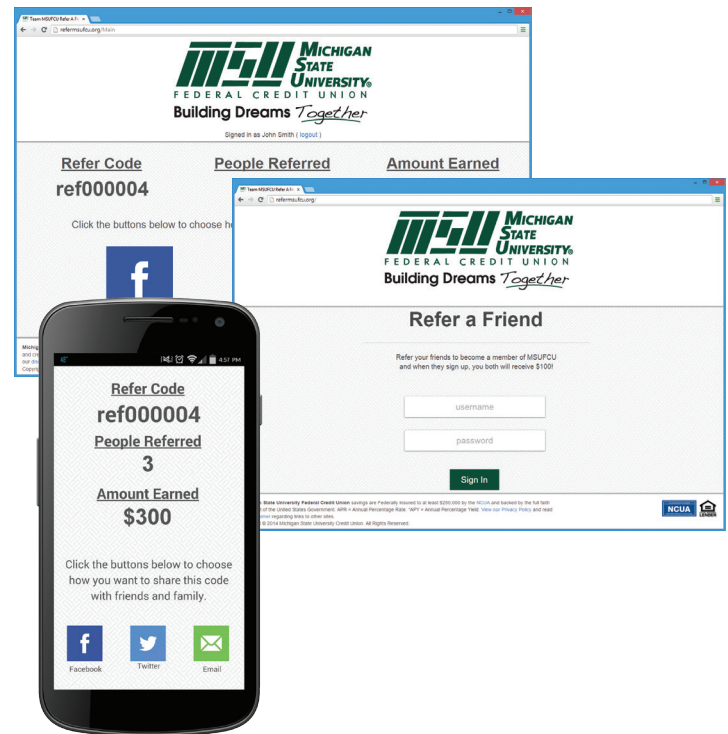 Team MSUFCU Refer A Fr
refermsufcu.org/Main
MICHIGAN
STATE
UNIVERSITY®
FEDERAL CREDIT UNION
Building Dreams Together
Signed in as John Smith ( logout )
Refer Code
People Referred
Amount Earned
ref000004
Click the buttons below to choose h
f
Michig
and cre
our dis
Copyrig
Team MSUFCU Refer A Fr
refermsufcu.org/
MICHIGAN
STATE
UNIVERSITY®
FEDERAL CREDIT UNION
Building Dreams Together
Refer a Friend
Refer your friends to become a member of MSUFCU
and when they sign up, you both will receive $100!
username
password
Sign In
State University Federal Credit Union savings are Federally insured to at least $250,000 by the NCUA and backed by the full faith
of the United States Government. APR = Annual Percentage Rate. *APY = Annual Percentage Yield. View our Privacy Policy and read
regarding links to other sites.
© 2014 Michigan State University Credit Union. All Rights Reserved.
NCUA
LENDER
4:57 PM
Refer Code
ref000004
People Referred
3
Amount Earned
$300
Click the buttons below to choose
how you want to share this code
with friends and family.
f
Facebook
Twitter
Email